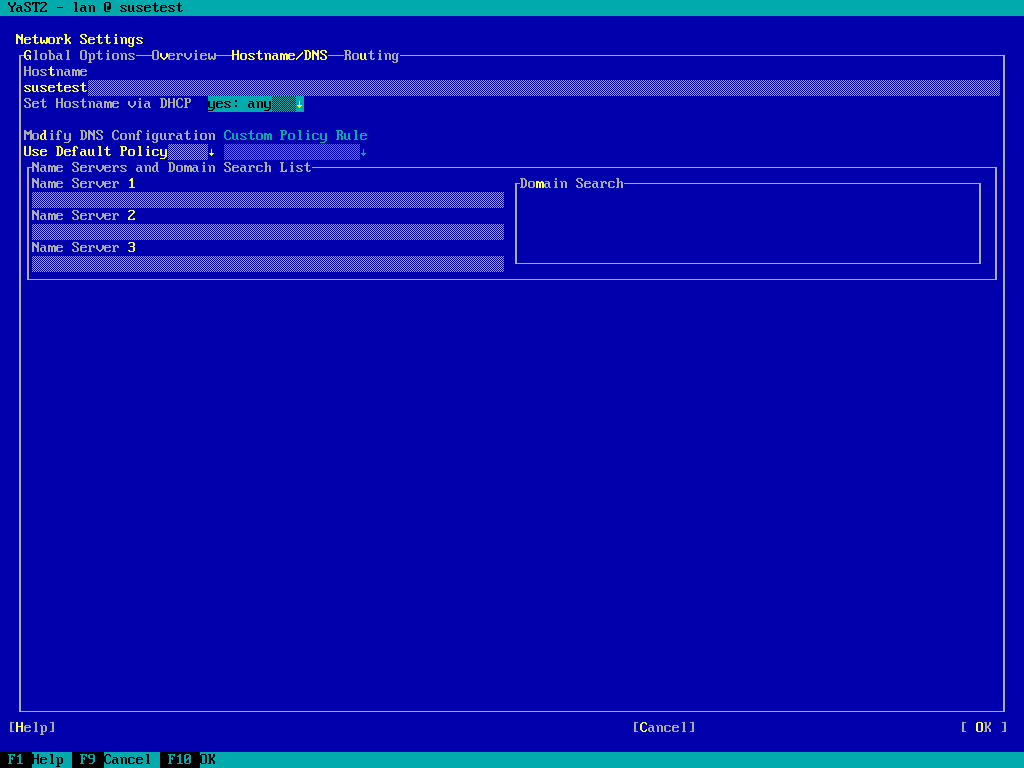 YaST2 - lan @ susetest
Network Settings
Global Options Overview Hostname/DNS Routing
Hostname
susetest
Set Hostname via DHCP yes: any ↓
Modify DNS Configuration Custom Policy Rule
Use Default Policy ↓ ↓
Name Servers and Domain Search List
Name Server 1 Domain Search
Name Server 2
Name Server 3
[Help] [Cancel] [ OK ]
F1 Help F9 Cancel F10 OK